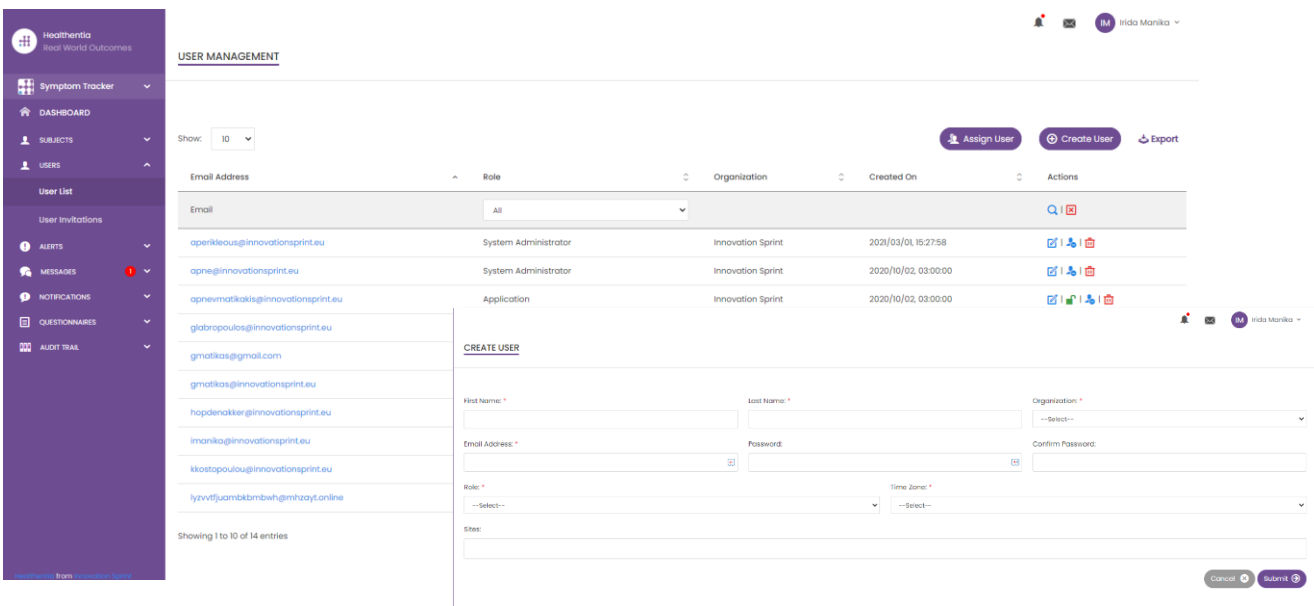 Healthentia
Real World Outcomes
Symptom Tracker
DASHBOARD
SUBJECTS
USERS
User List
User Invitations
ALERTS
MESSAGES 1
NOTIFICATIONS
QUESTIONNAIRES
AUDIT TRAIL
Healthentia from Innovation Sprint
IM Irida Manika
USER MANAGEMENT
Show: 10
Assign User Create User Export
Email Address Role Organization Created On Actions
Email All
aperikleous@innovationsprint.eu System Administrator Innovation Sprint 2021/03/01, 15:27:58
apne@innovationsprint.eu System Administrator Innovation Sprint 2020/10/02, 03:00:00
apnevmatikakis@innovationsprint.eu Application Innovation Sprint 2020/10/02, 03:00:00
glabropoulos@innovationsprint.eu
gmatikas@gmail.com
gmatikas@innovationsprint.eu
hopdenakker@innovationsprint.eu
imanika@innovationsprint.eu
kkostopoulou@innovationsprint.eu
lyzvvtfjuambkbmbwh@mhzayt.online
Showing 1 to 10 of 14 entries
IM Irida Manika
CREATE USER
First Name: * Last Name: * Organization: *
--Select--
Email Address: * Password: Confirm Password:
Role: * Time Zone: *
--Select-- --Select--
Sites:
Cancel Submit